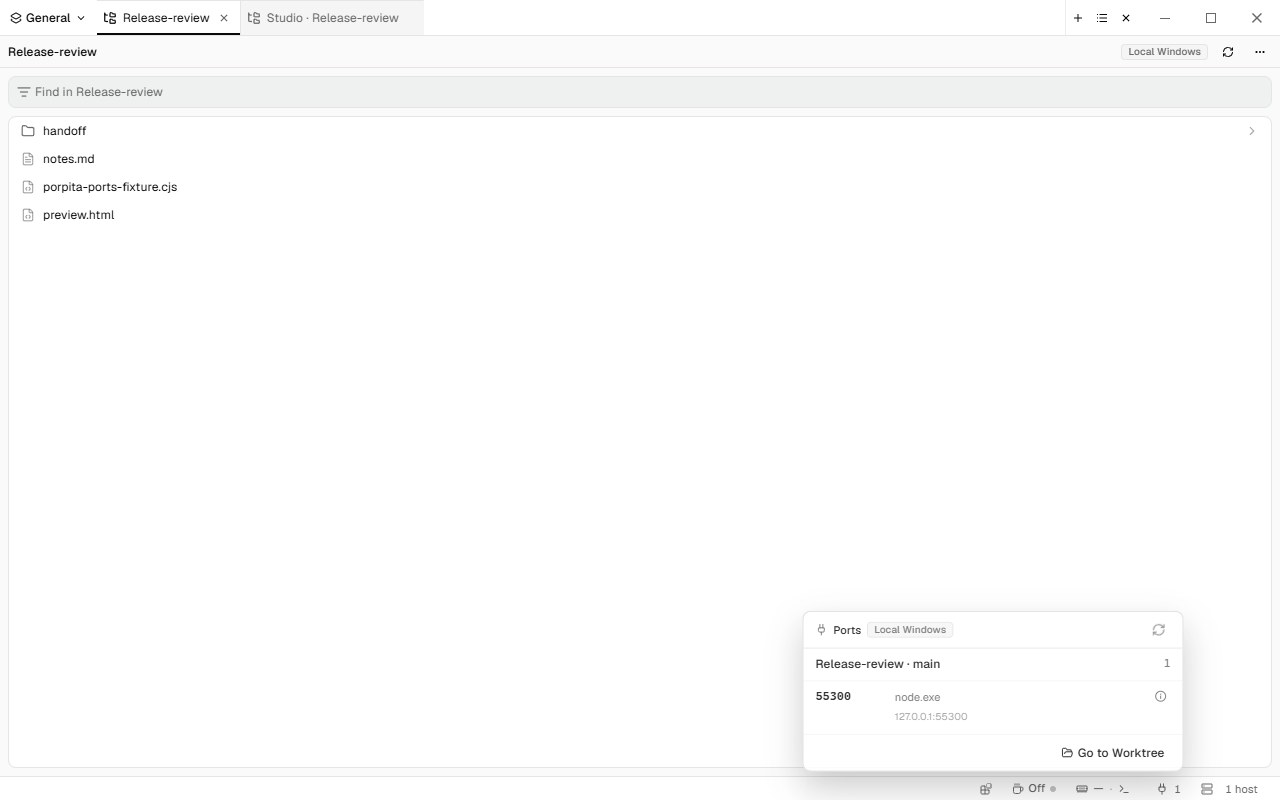 General
Release-review
Studio · Release-review
Release-review
Local Windows
Find in Release-review
handoff
notes.md
porpita-ports-fixture.cjs
preview.html
Ports
Local Windows
Release-review · main
1
55300
node.exe
127.0.0.1:55300
Go to Worktree
Off
— ·
1
1 host